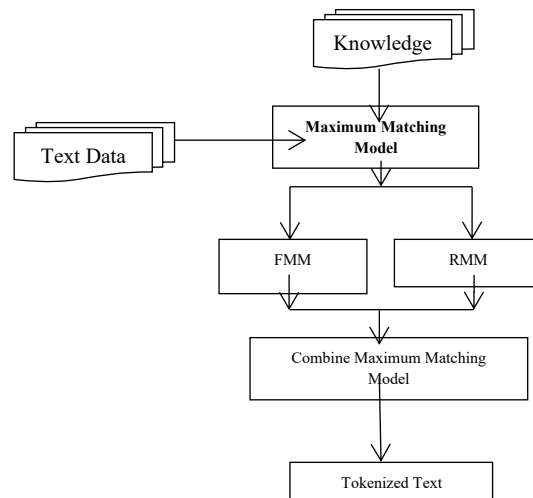 Knowledge
Maximum Matching
Model
Text Data
FMM
RMM
Combine Maximum Matching
Model
Tokenized Text